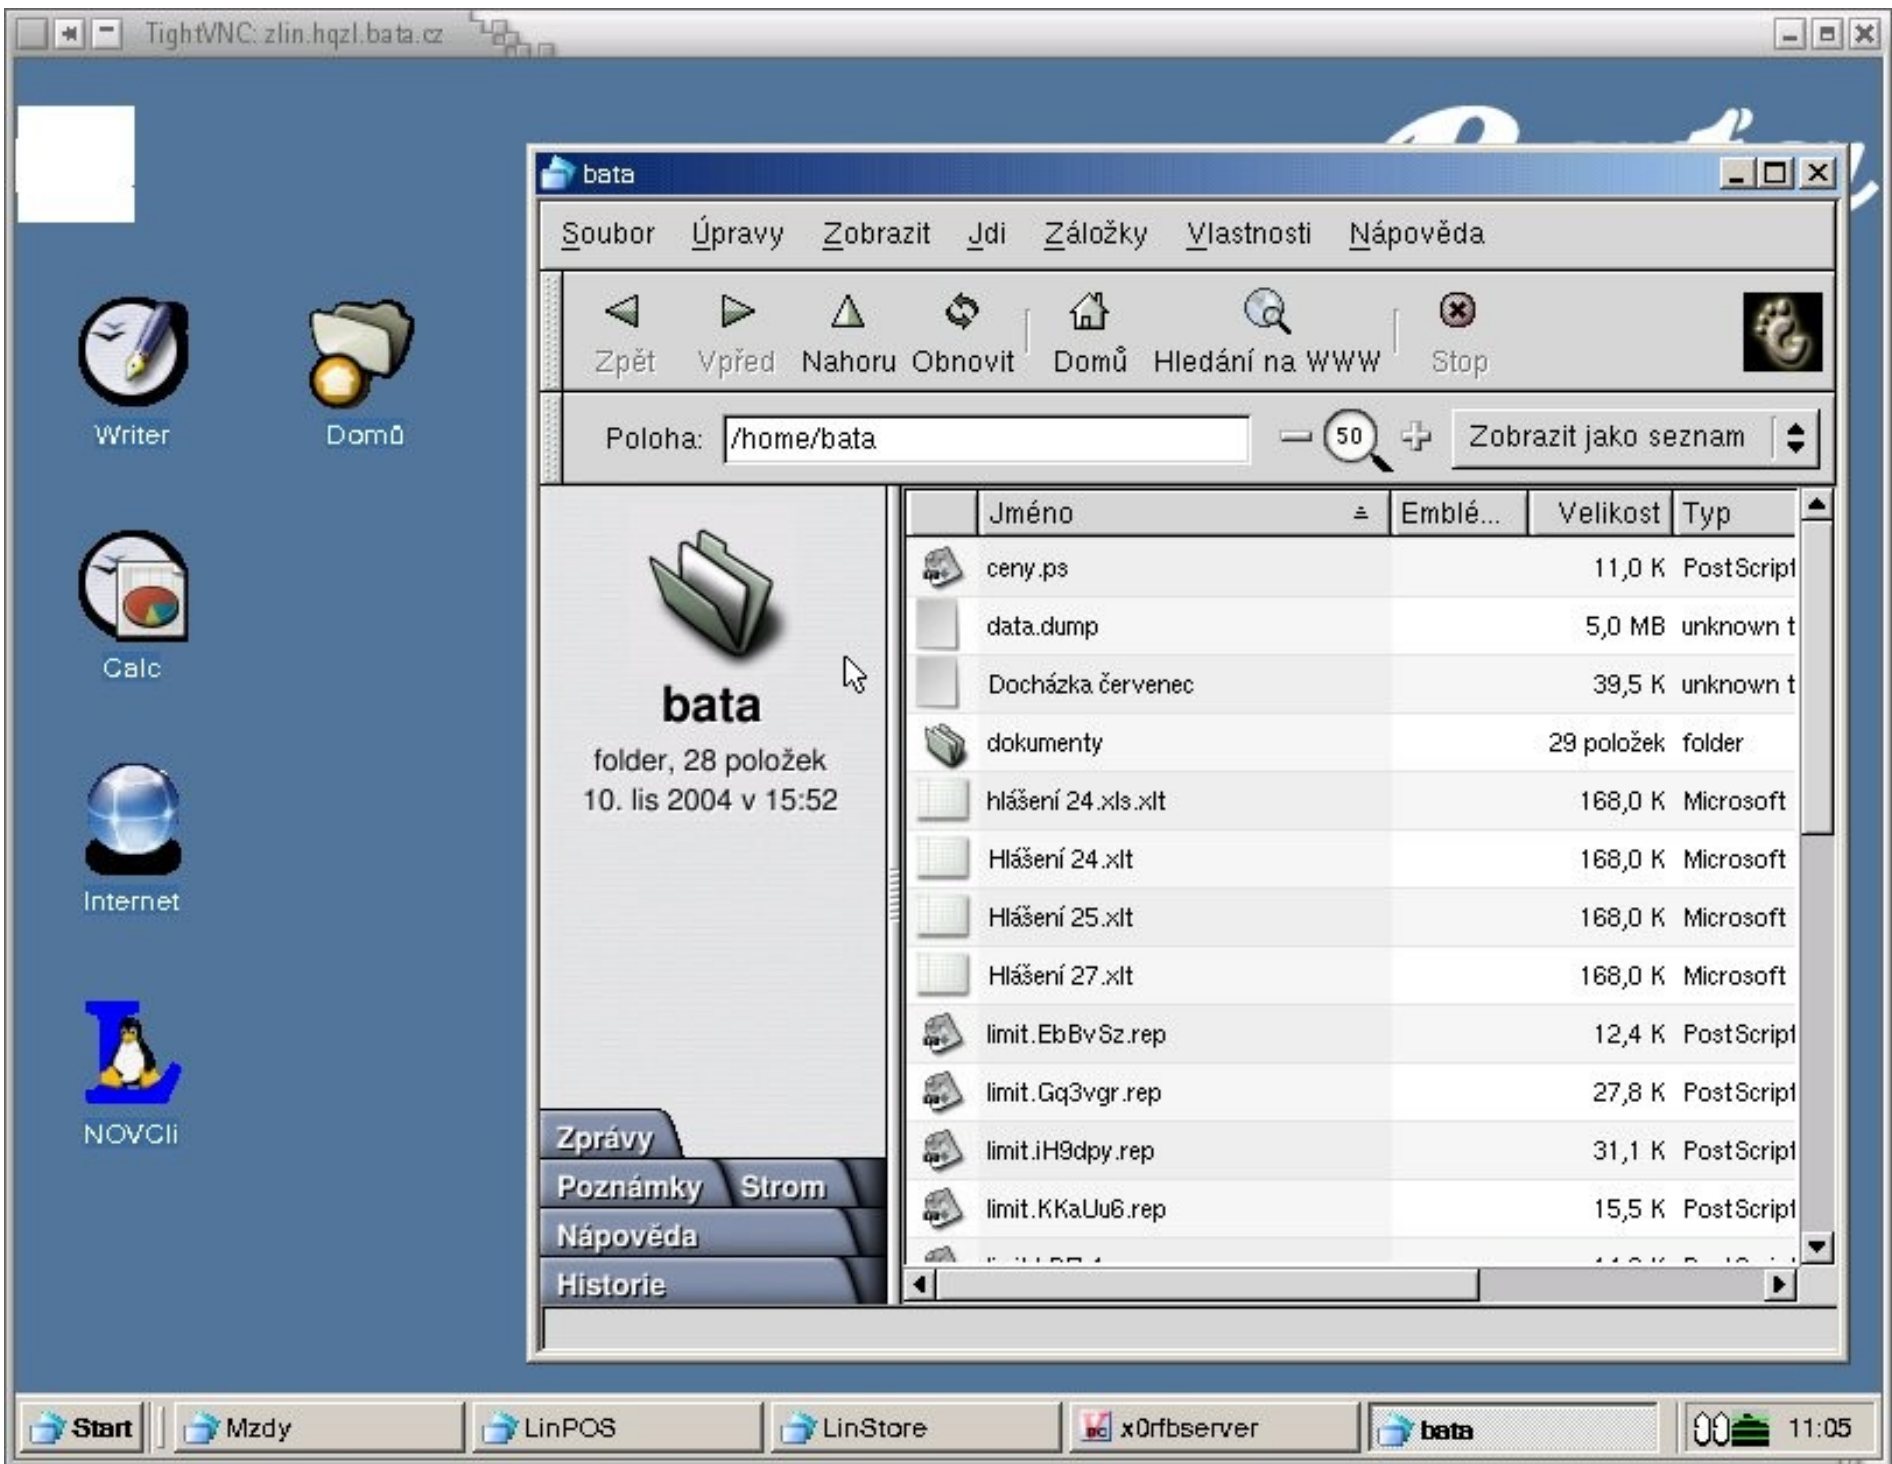 TightVNC: zlin.hqzl.bata.cz
bata
Soubor Úpravy Zobrazit Jdi Záložky Vlastnosti Nápověda
Zpět Vpřed Nahoru Obnovit Domů Hledání na WWW Stop
Poloha: /home/bata 50 Zobrazit jako seznam
Writer Domů
Calc
Internet
NOVCli
bata
folder, 28 položek
10. lis 2004 v 15:52
Zprávy
Poznámky Strom
Nápověda
Historie
Jméno Emblé... Velikost Typ
ceny.ps 11,0 K PostScript
data.dump 5,0 MB unknown t
Docházka červenec 39,5 K unknown t
dokumenty 29 položek folder
hlášení 24.xls.xlt 168,0 K Microsoft
Hlášení 24.xlt 168,0 K Microsoft
Hlášení 25.xlt 168,0 K Microsoft
Hlášení 27.xlt 168,0 K Microsoft
limit.EbBvSz.rep 12,4 K PostScript
limit.Gq3vgr.rep 27,8 K PostScript
limit.iH9dpy.rep 31,1 K PostScript
limit.KKaUu6.rep 15,5 K PostScript
Start Mzdy LinPOS LinStore x0rfbserver bata 11:05